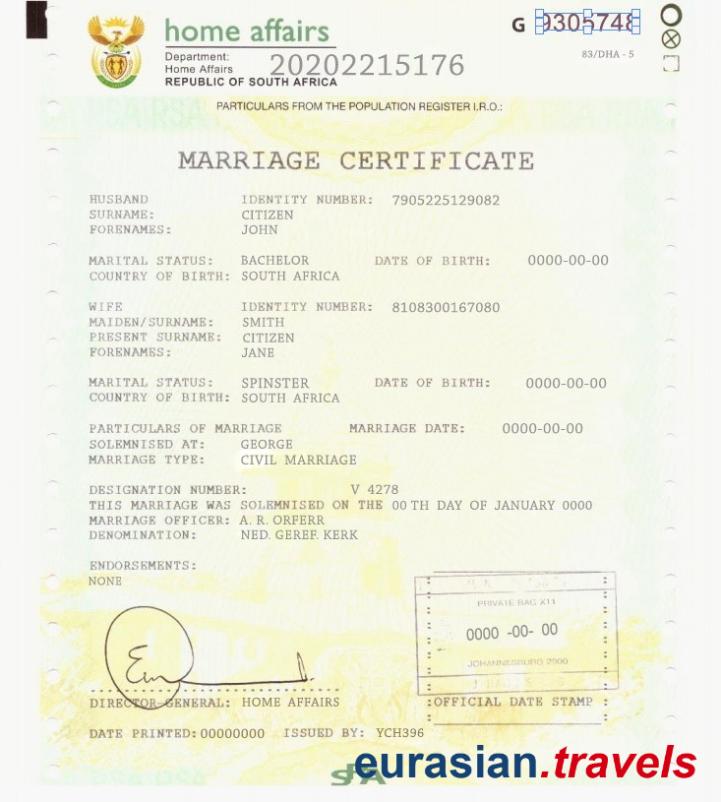 home affairs
G 9305748
Department:
Home Affairs
20202215176
REPUBLIC OF SOUTH AFRICA
83/DHA - 5
PARTICULARS FROM THE POPULATION REGISTER I.R.O.:
MARRIAGE CERTIFICATE
HUSBAND IDENTITY NUMBER: 7905225129082
SURNAME: CITIZEN
FORENAMES: JOHN
MARITAL STATUS: BACHELOR DATE OF BIRTH: 0000-00-00
COUNTRY OF BIRTH: SOUTH AFRICA
WIFE IDENTITY NUMBER: 8108300167080
MAIDEN/SURNAME: SMITH
PRESENT SURNAME: CITIZEN
FORENAMES: JANE
MARITAL STATUS: SPINSTER DATE OF BIRTH: 0000-00-00
COUNTRY OF BIRTH: SOUTH AFRICA
PARTICULARS OF MARRIAGE MARRIAGE DATE: 0000-00-00
SOLEMNISED AT: GEORGE
MARRIAGE TYPE: CIVIL MARRIAGE
DESIGNATION NUMBER: V 4278
THIS MARRIAGE WAS SOLEMNISED ON THE 00 TH DAY OF JANUARY 0000
MARRIAGE OFFICER: A. R. ORFERR
DENOMINATION: NED. GEREF. KERK
ENDORSEMENTS:
NONE
PRIVATE BAG X11
0000 -00- 00
JOHANNESBURG 2000
DIRECTOR-GENERAL: HOME AFFAIRS
:OFFICIAL DATE STAMP :
DATE PRINTED: 00000000 ISSUED BY: YCH396
eurasian.travels